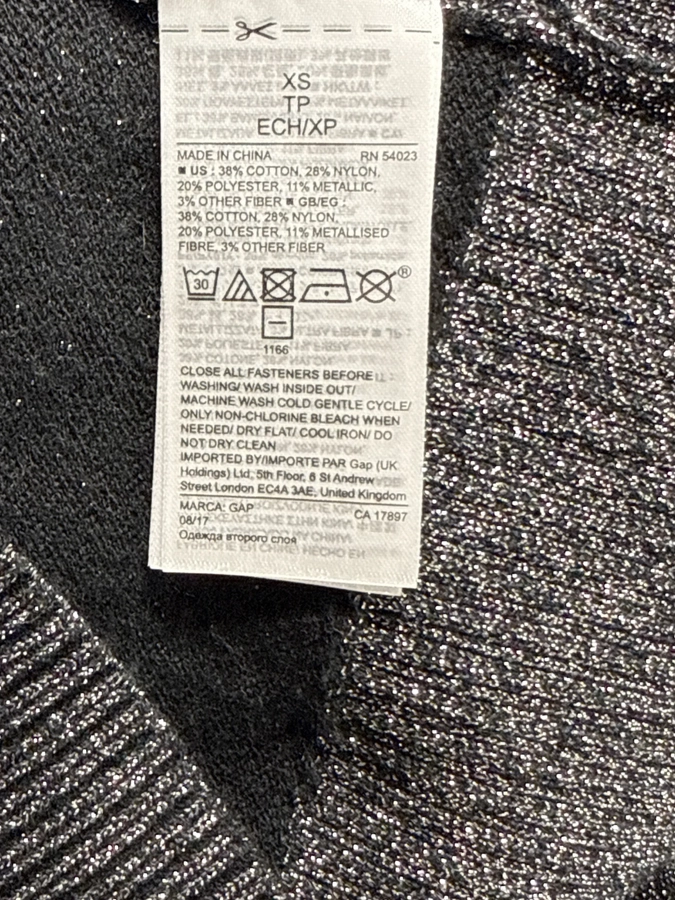 XS
TP
ECH/XP
MADE IN CHINA RN 54023
■ US : 38% COTTON, 28% NYLON,
20% POLYESTER, 11% METALLIC,
3% OTHER FIBER ■ GB/EG :
38% COTTON, 28% NYLON,
20% POLYESTER, 11% METALLISED
FIBRE, 3% OTHER FIBER
30
®
1166
CLOSE ALL FASTENERS BEFORE
WASHING/ WASH INSIDE OUT/
MACHINE WASH COLD GENTLE CYCLE/
ONLY NON-CHLORINE BLEACH WHEN
NEEDED/ DRY FLAT/ COOL IRON/ DO
NOT DRY CLEAN
IMPORTED BY/IMPORTE PAR Gap (UK
Holdings) Ltd, 5th Floor, 6 St Andrew
Street London EC4A 3AE, United Kingdom
MARCA: GAP CA 17897
08/17
Одежда второго слоя